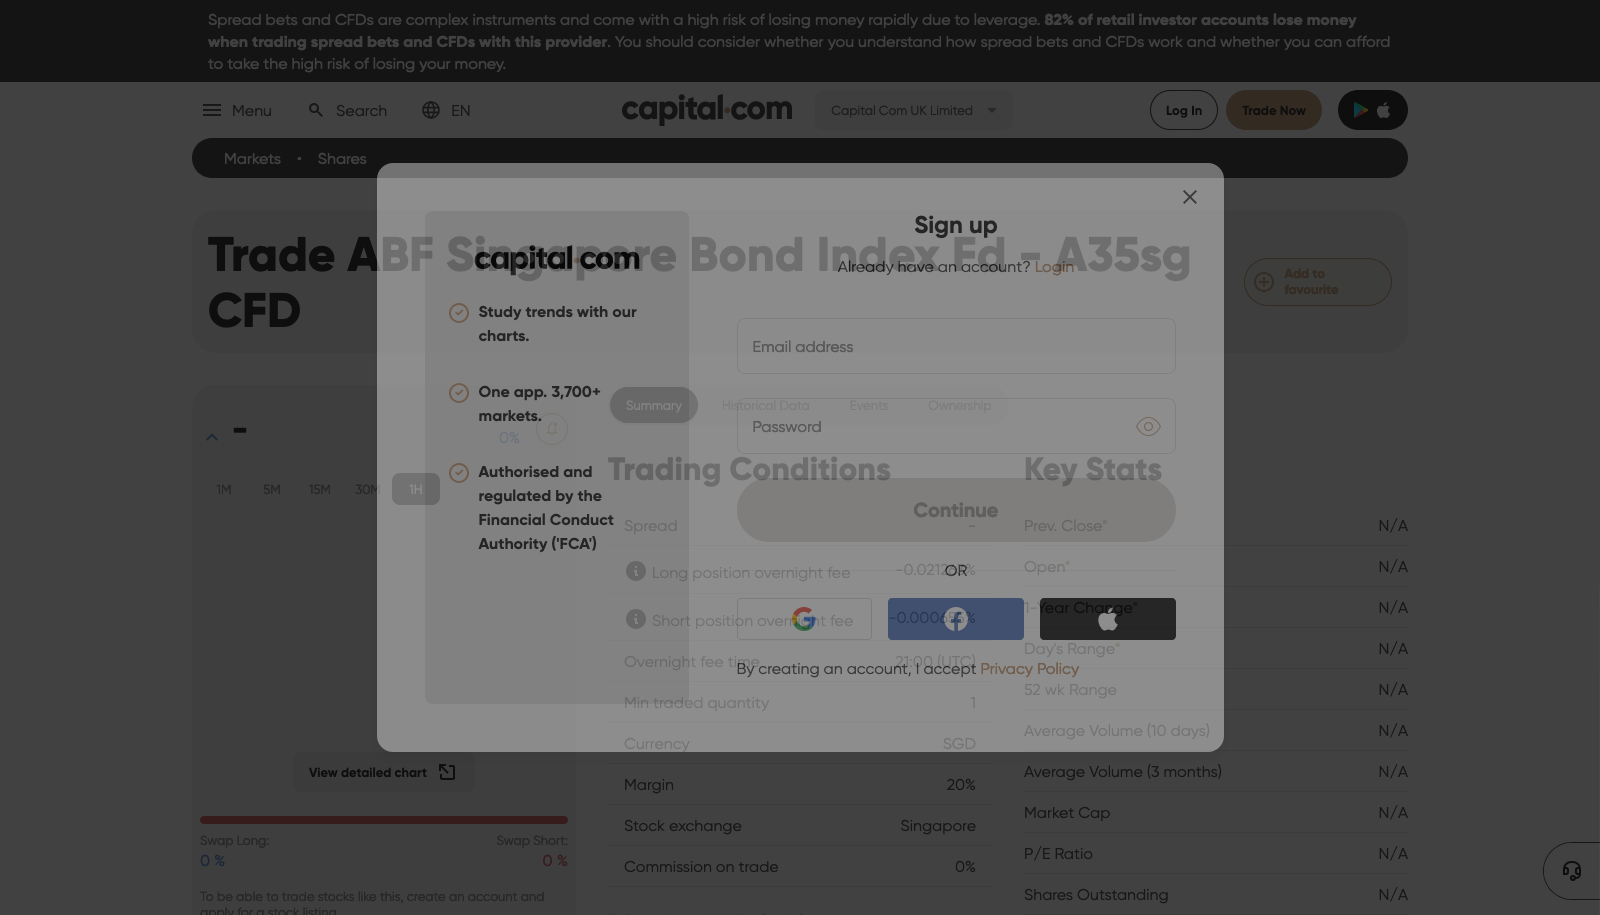 Spread bets and CFDs are complex instruments and come with a high risk of losing money rapidly due to leverage. 82% of retail investor accounts lose money
when trading spread bets and CFDs with this provider. You should consider whether you understand how spread bets and CFDs work and whether you can afford
to take the high risk of losing your money.
Menu
Search
EN
capital.com
Capital Com UK Limited
Log In
Trade Now
Markets • Shares
Trade ABF Singapore Bond Index Fd - A35sg
CFD
Add to
favourite
capital.com
Study trends with our
charts.
One app. 3,700+
markets.
Authorised and
regulated by the
Financial Conduct
Authority ('FCA')
Sign up
Already have an account? Login
Email address
Password
Continue
OR
By creating an account, I accept Privacy Policy
-
0%
1M 5M 15M 30M 1H
View detailed chart
Swap Long:
0 %
Swap Short:
0 %
To be able to trade stocks like this, create an account and
apply for a stock listing
Summary Historical Data Events Ownership
Trading Conditions
Spread -
Long position overnight fee
Short position overnight fee
Overnight fee time 21:00 (UTC)
Min traded quantity 1
Currency SGD
Margin 20%
Stock exchange Singapore
Commission on trade 0%
Key Stats
Prev. Close* N/A
Open* N/A
1-Year Change* N/A
Day's Range* N/A
52 wk Range N/A
Average Volume (10 days) N/A
Average Volume (3 months) N/A
Market Cap N/A
P/E Ratio N/A
Shares Outstanding N/A